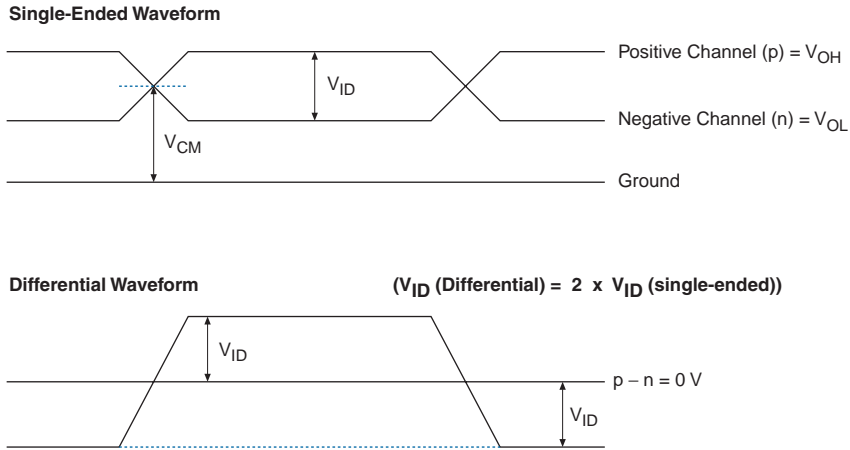 Single-Ended Waveform
Positive Channel (p) = VOH
VID
Negative Channel (n) = VOL
VCM
Ground
Differential Waveform (VID (Differential) = 2 x VID (single-ended))
VID
p – n = 0 V
VID